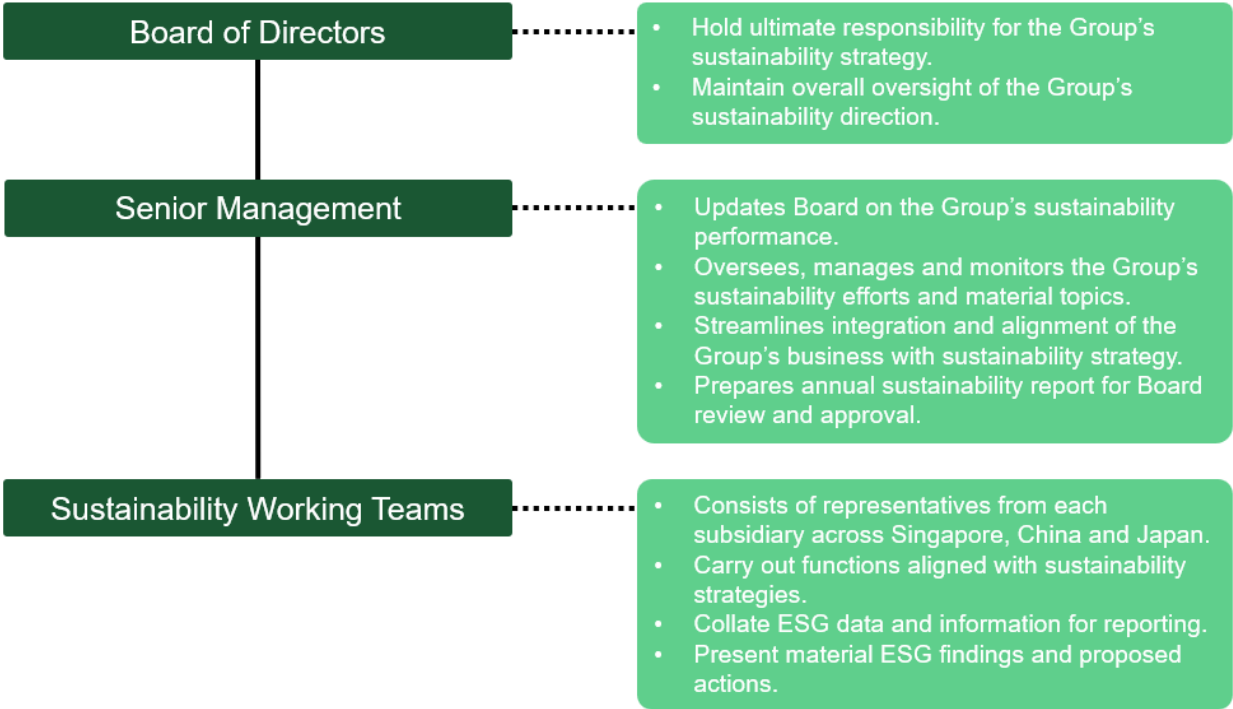 Board of Directors
• Hold ultimate responsibility for the Group’s
sustainability strategy.
• Maintain overall oversight of the Group’s
sustainability direction.
Senior Management
• Updates Board on the Group’s sustainability
performance.
• Oversees, manages and monitors the Group’s
sustainability efforts and material topics.
• Streamlines integration and alignment of the
Group’s business with sustainability strategy.
• Prepares annual sustainability report for Board
review and approval.
Sustainability Working Teams
• Consists of representatives from each
subsidiary across Singapore, China and Japan.
• Carry out functions aligned with sustainability
strategies.
• Collate ESG data and information for reporting.
• Present material ESG findings and proposed
actions.